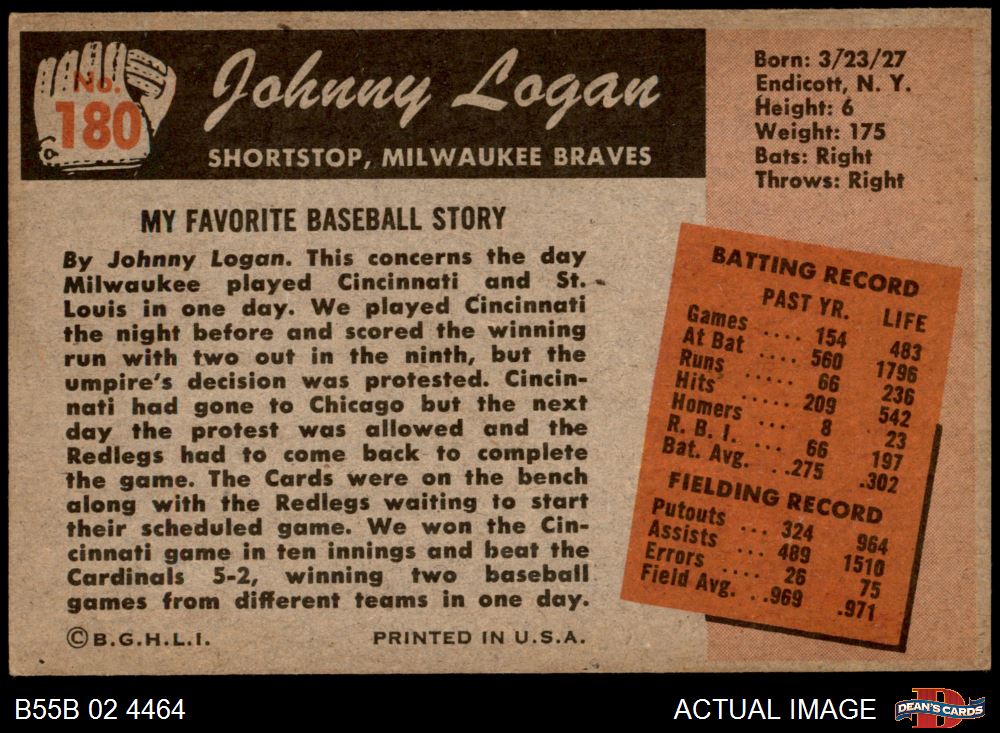 No.
180
Johnny Logan
SHORTSTOP, MILWAUKEE BRAVES
Born: 3/23/27
Endicott, N. Y.
Height: 6
Weight: 175
Bats: Right
Throws: Right
MY FAVORITE BASEBALL STORY
By Johnny Logan. This concerns the day
Milwaukee played Cincinnati and St.
Louis in one day. We played Cincinnati
the night before and scored the winning
run with two out in the ninth, but the
umpire's decision was protested. Cincin-
nati had gone to Chicago but the next
day the protest was allowed and the
Redlegs had to come back to complete
the game. The Cards were on the bench
along with the Redlegs waiting to start
their scheduled game. We won the Cin-
cinnati game in ten innings and beat the
Cardinals 5-2, winning two baseball
games from different teams in one day.
© B.G.H.L.I. PRINTED IN U.S.A.
BATTING RECORD
PAST YR. LIFE
Games .... 154 483
At Bat .... 560 1796
Runs ..... 66 236
Hits ..... 209 542
Homers ... 8 23
R. B. I. ... 66 197
Bat. Avg. ..275 .302
FIELDING RECORD
Putouts ... 324 964
Assists ... 489 1510
Errors .... 26 75
Field Avg. ..969 .971
B55B 02 4464
ACTUAL IMAGE
DEAN'S CARDS